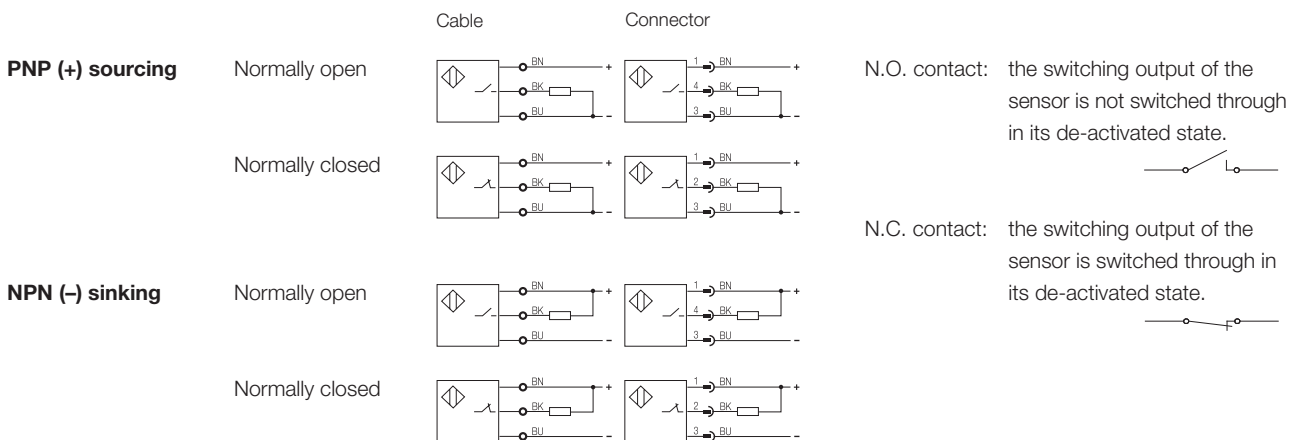 Cable Connector
PNP (+) sourcing Normally open
BN +
BK
BU -
1 BN +
4 BK
3 BU -
Normally closed
BN +
BK
BU -
1 BN +
2 BK
3 BU -
NPN (–) sinking Normally open
BN +
BK
BU -
1 BN +
4 BK
3 BU -
Normally closed
BN +
BK
BU -
1 BN +
2 BK
3 BU -
N.O. contact: the switching output of the
sensor is not switched through
in its de-activated state.
N.C. contact: the switching output of the
sensor is switched through in
its de-activated state.